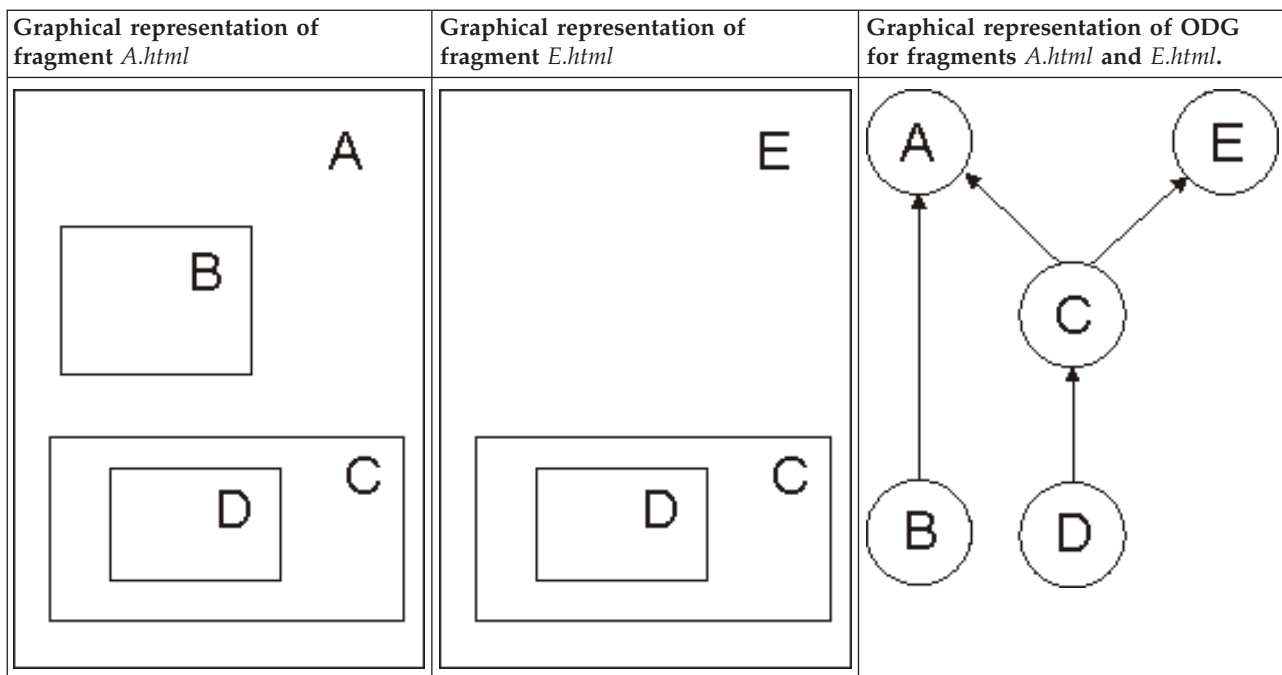 Graphical representation of
fragment A.html
Graphical representation of
fragment E.html
Graphical representation of ODG
for fragments A.html and E.html.
A
B
C
D
E
C
D
A
E
C
B
D